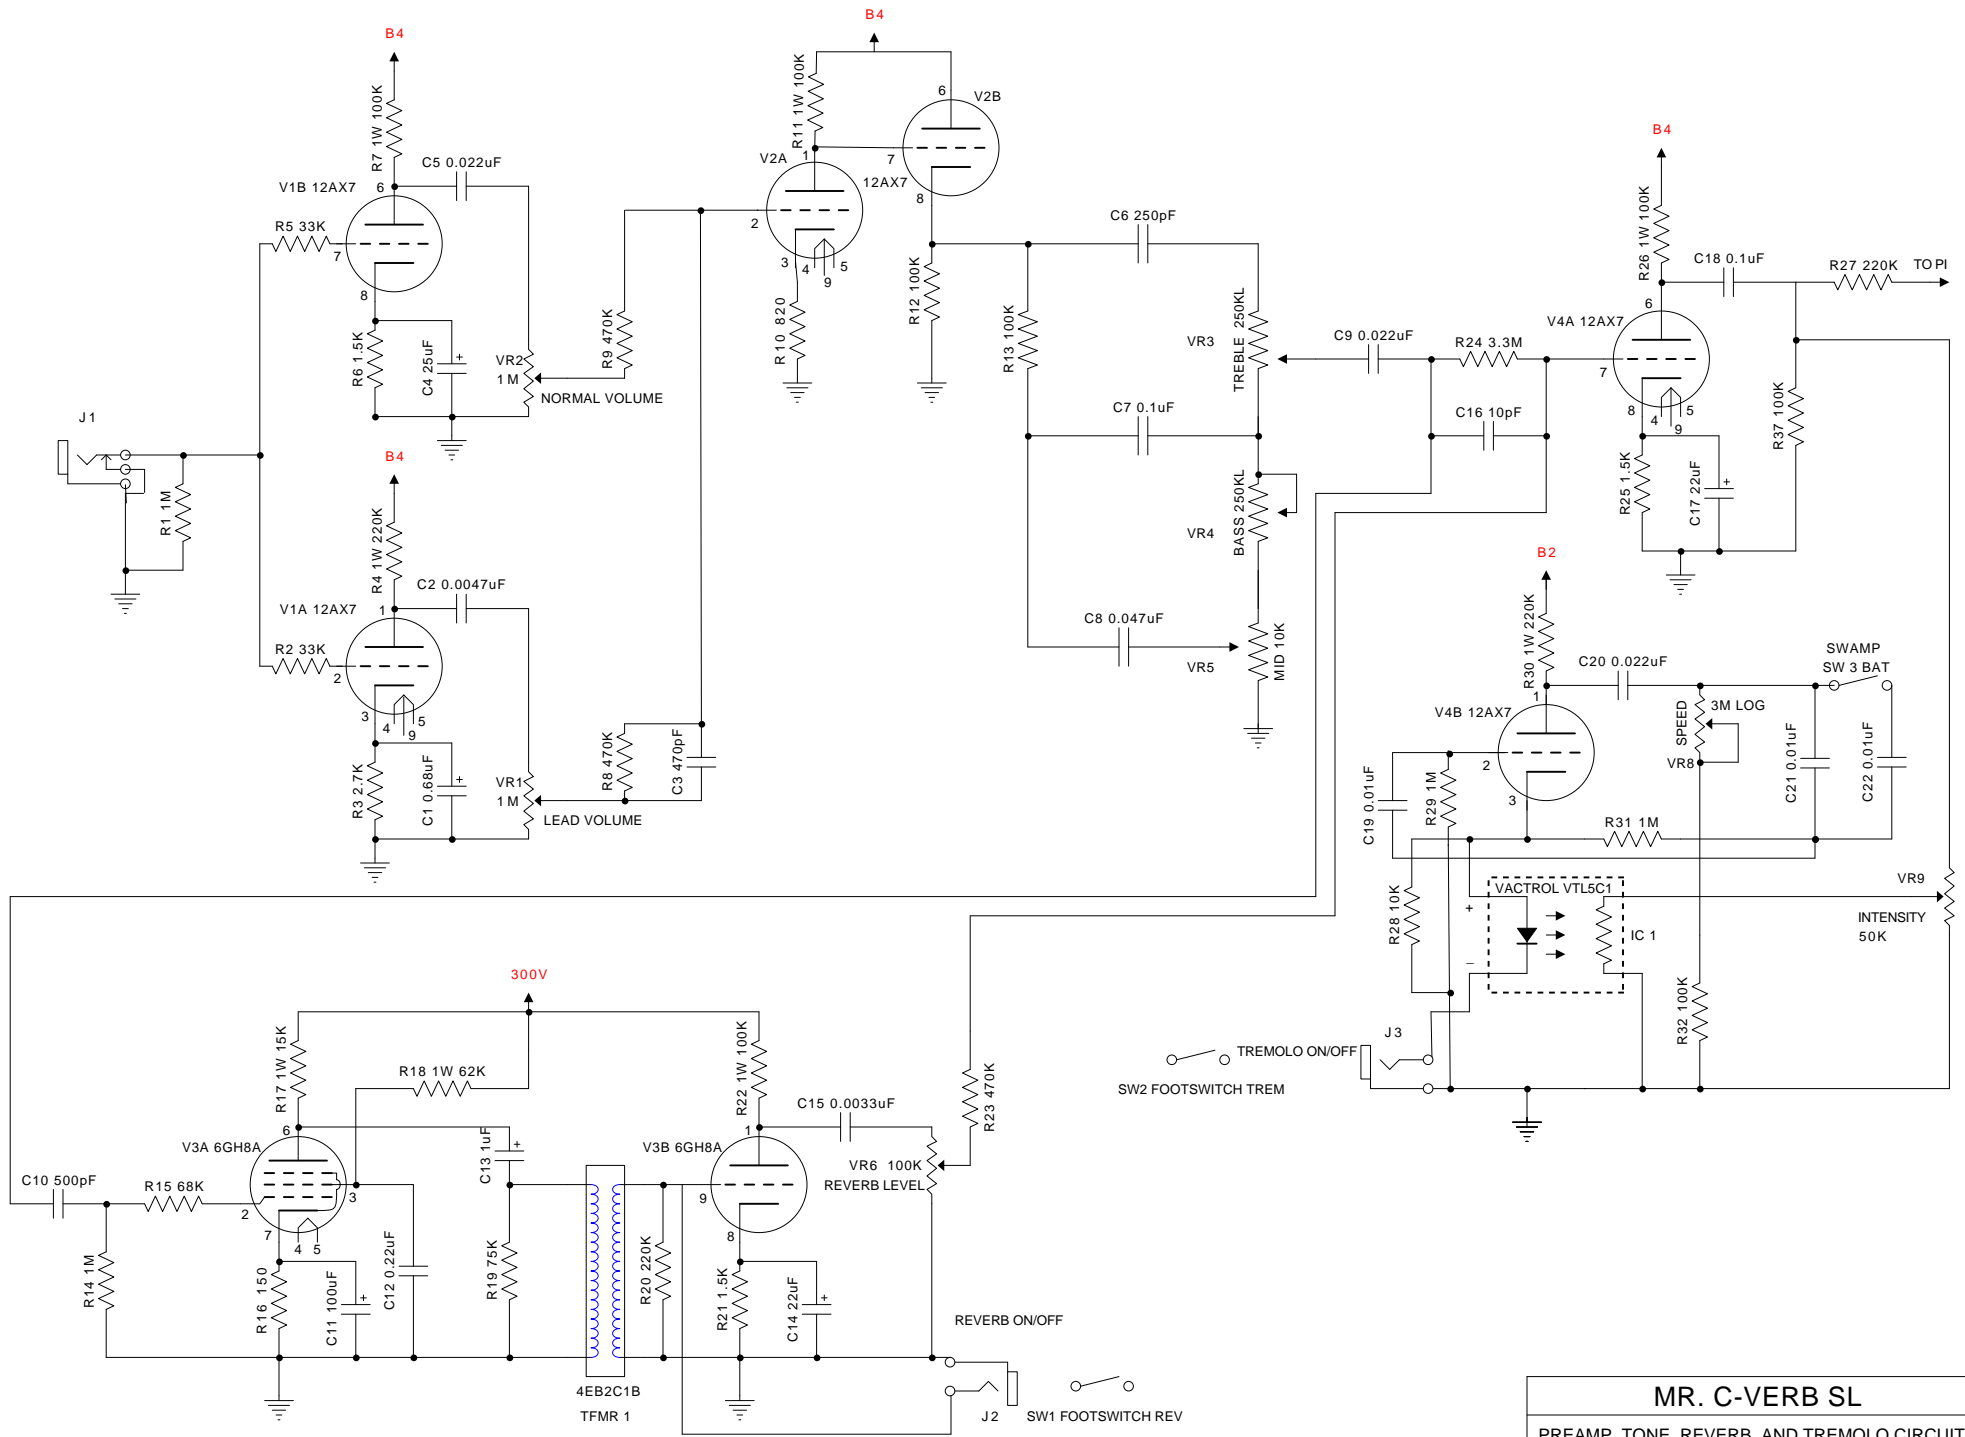 B4
B4
R7 1W 100K
C5 0.022uF
V1B 12AX7
6
R5 33K
7
8
R6 1.5K
C4 25uF
+
VR2
1M
NORMAL VOLUME
R9 470K
J1
R1 1M
B4
R4 1W 220K
C2 0.0047uF
V1A 12AX7
1
R2 33K
2
3
4
5
9
R3 2.7K
C1 0.68uF
+
VR1
1M
LEAD VOLUME
R8 470K
C3 470pF
R11 1W 100K
V2A
1
12AX7
2
3
4
5
9
R10 820
V2B
6
7
8
R12 100K
C6 250pF
R13 100K
VR3
TREBLE 250KL
C7 0.1uF
VR4
BASS 250KL
C8 0.047uF
VR5
MID 10K
C9 0.022uF
R24 3.3M
C16 10pF
B4
R26 1W 100K
C18 0.1uF
R27 220K
TO PI
V4A 12AX7
6
7
8
4
5
9
R25 1.5K
C17 22uF
+
R37 100K
B2
R30 1W 220K
C20 0.022uF
SWAMP
SW 3 BAT
V4B 12AX7
1
2
3
SPEED
3M LOG
VR8
C21 0.01uF
C22 0.01uF
C19 0.01uF
R29 1M
R31 1M
R28 10K
VACTROL VTL5C1
+
–
IC 1
VR9
INTENSITY
50K
R32 100K
J3
TREMOLO ON/OFF
SW2 FOOTSWITCH TREM
300V
R17 1W 15K
R18 1W 62K
R22 1W 100K
C15 0.0033uF
R23 470K
V3A 6GH8A
6
3
2
7
4
5
C13 1uF
+
V3B 6GH8A
1
9
8
VR6 100K
REVERB LEVEL
C10 500pF
R15 68K
R14 1M
R16 150
C11 100uF
+
C12 0.22uF
R19 75K
R20 220K
R21 1.5K
C14 22uF
+
4EB2C1B
TFMR 1
REVERB ON/OFF
J2
SW1 FOOTSWITCH REV
MR. C-VERB SL
PREAMP, TONE, REVERB, AND TREMOLO CIRCUIT